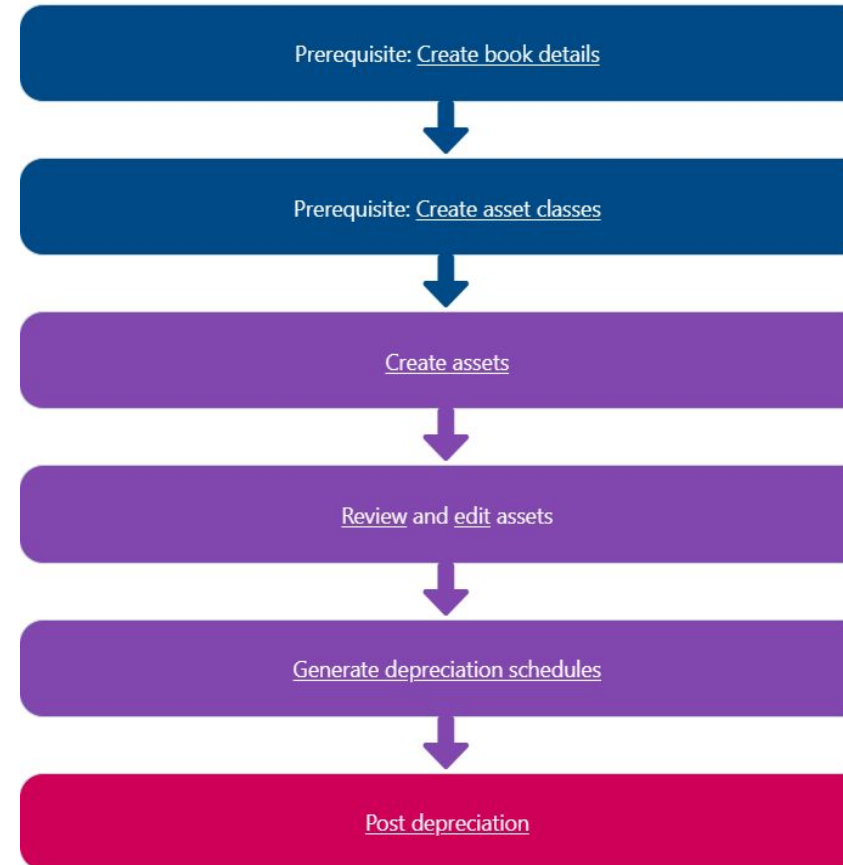 Prerequisite: Create book details
Prerequisite: Create asset classes
Create assets
Review and edit assets
Generate depreciation schedules
Post depreciation